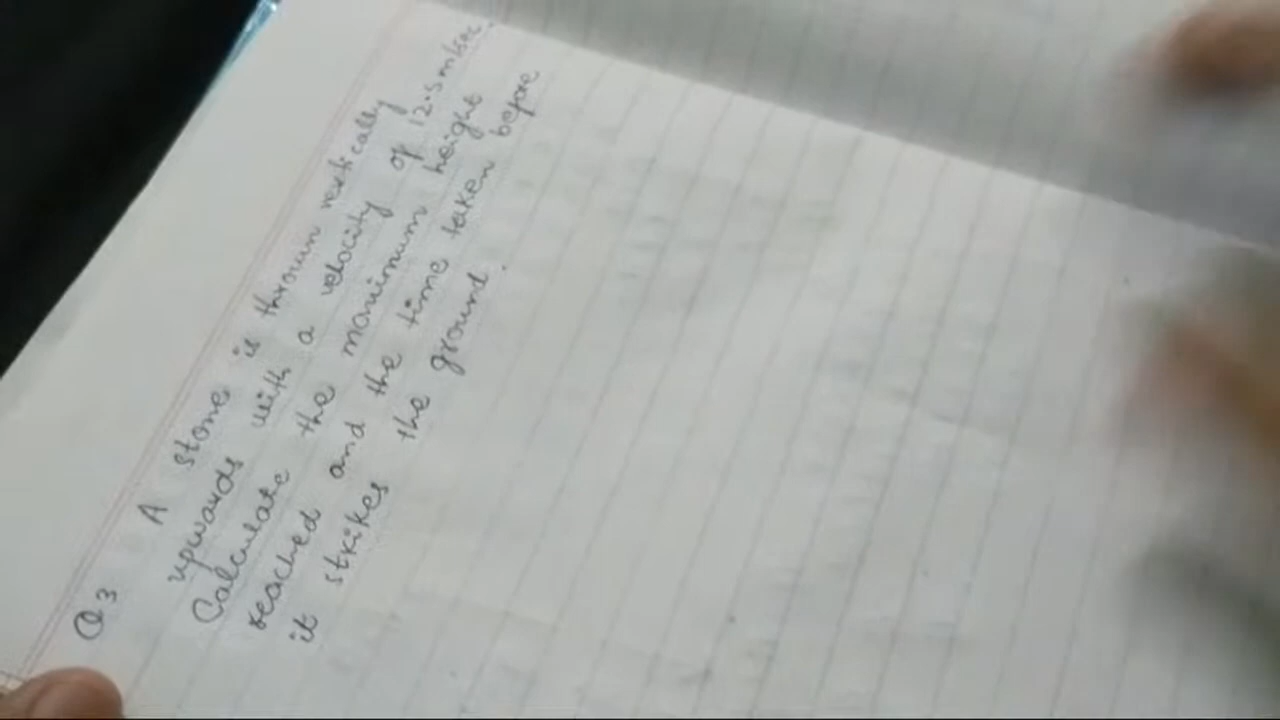 Q3 A stone is thrown vertically
upwards with a velocity of 12.5 m/sec.
Calculate the maximum height
reached and the time taken before
it strikes the ground.